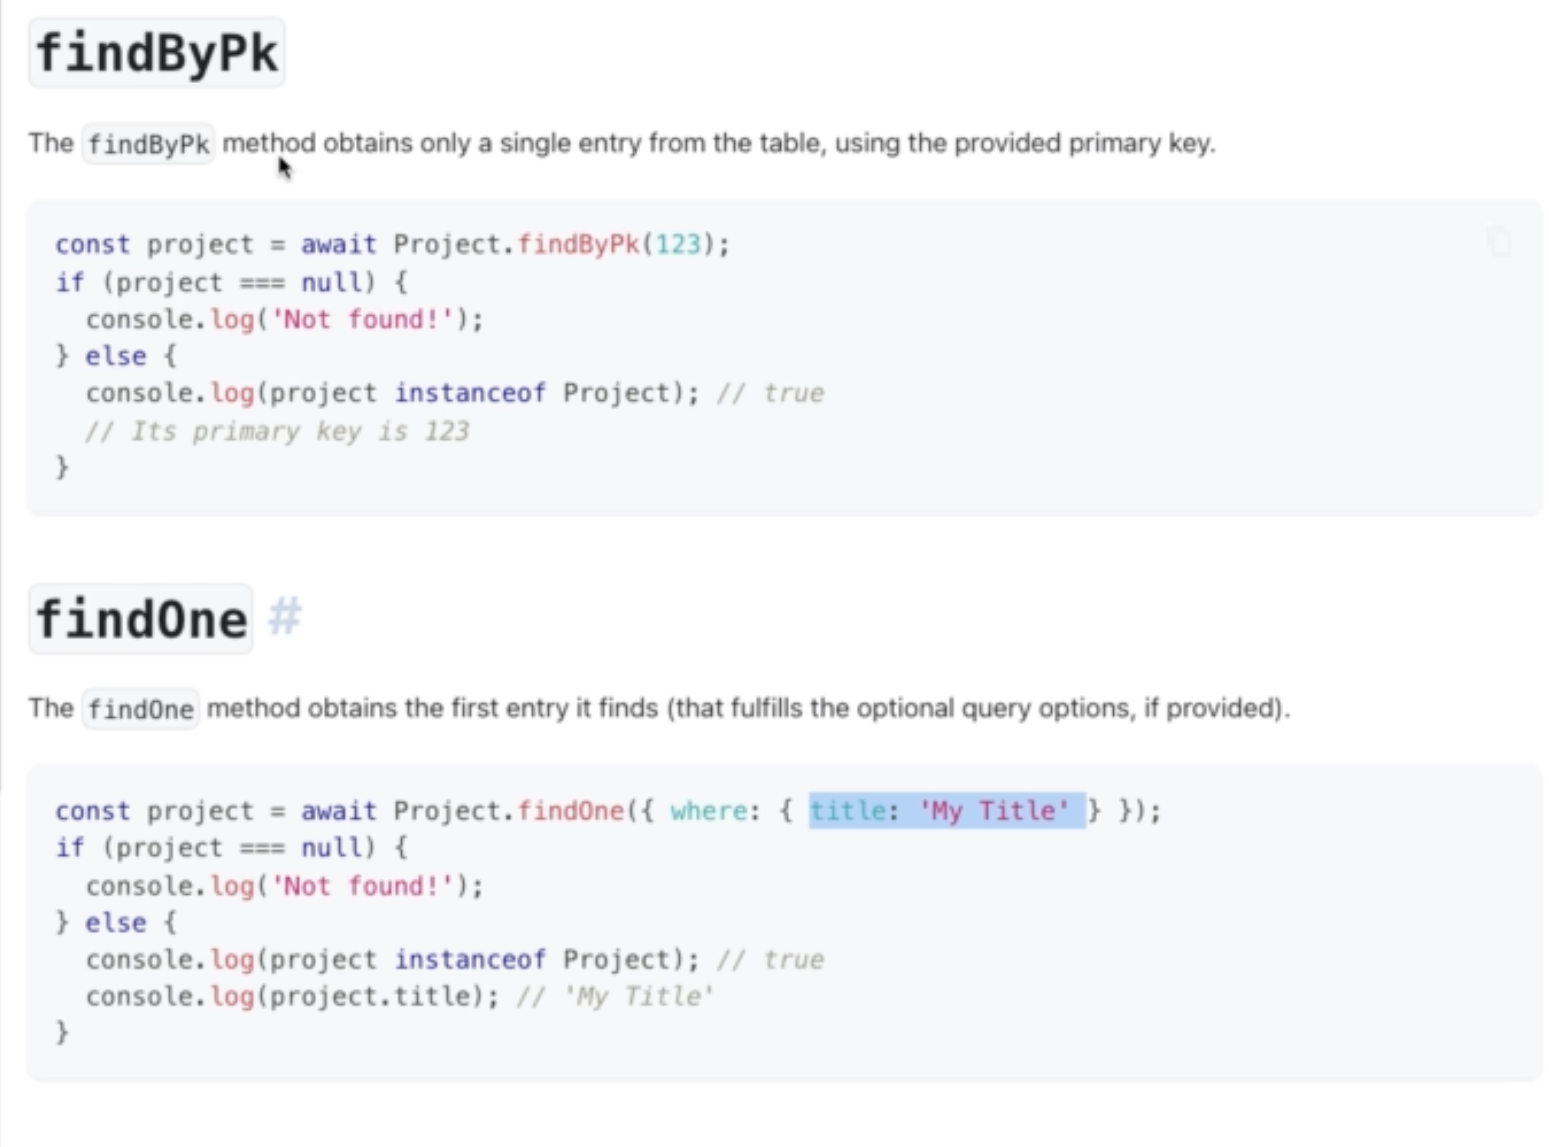 findByPk
The findByPk method obtains only a single entry from the table, using the provided primary key.
const project = await Project.findByPk(123);
if (project === null) {
  console.log('Not found!');
} else {
  console.log(project instanceof Project); // true
  // Its primary key is 123
}
findOne #
The findOne method obtains the first entry it finds (that fulfills the optional query options, if provided).
const project = await Project.findOne({ where: { title: 'My Title' } });
if (project === null) {
  console.log('Not found!');
} else {
  console.log(project instanceof Project); // true
  console.log(project.title); // 'My Title'
}